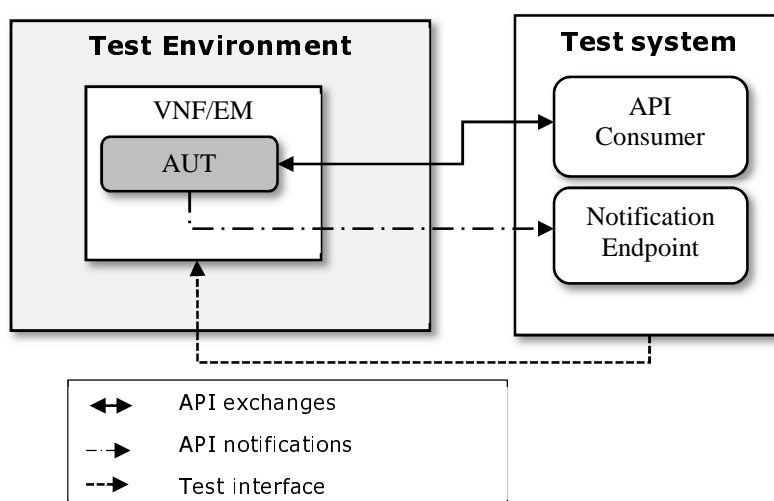 Test Environment
VNF/EM
AUT
Test system
API
Consumer
Notification
Endpoint
API exchanges
API notifications
Test interface